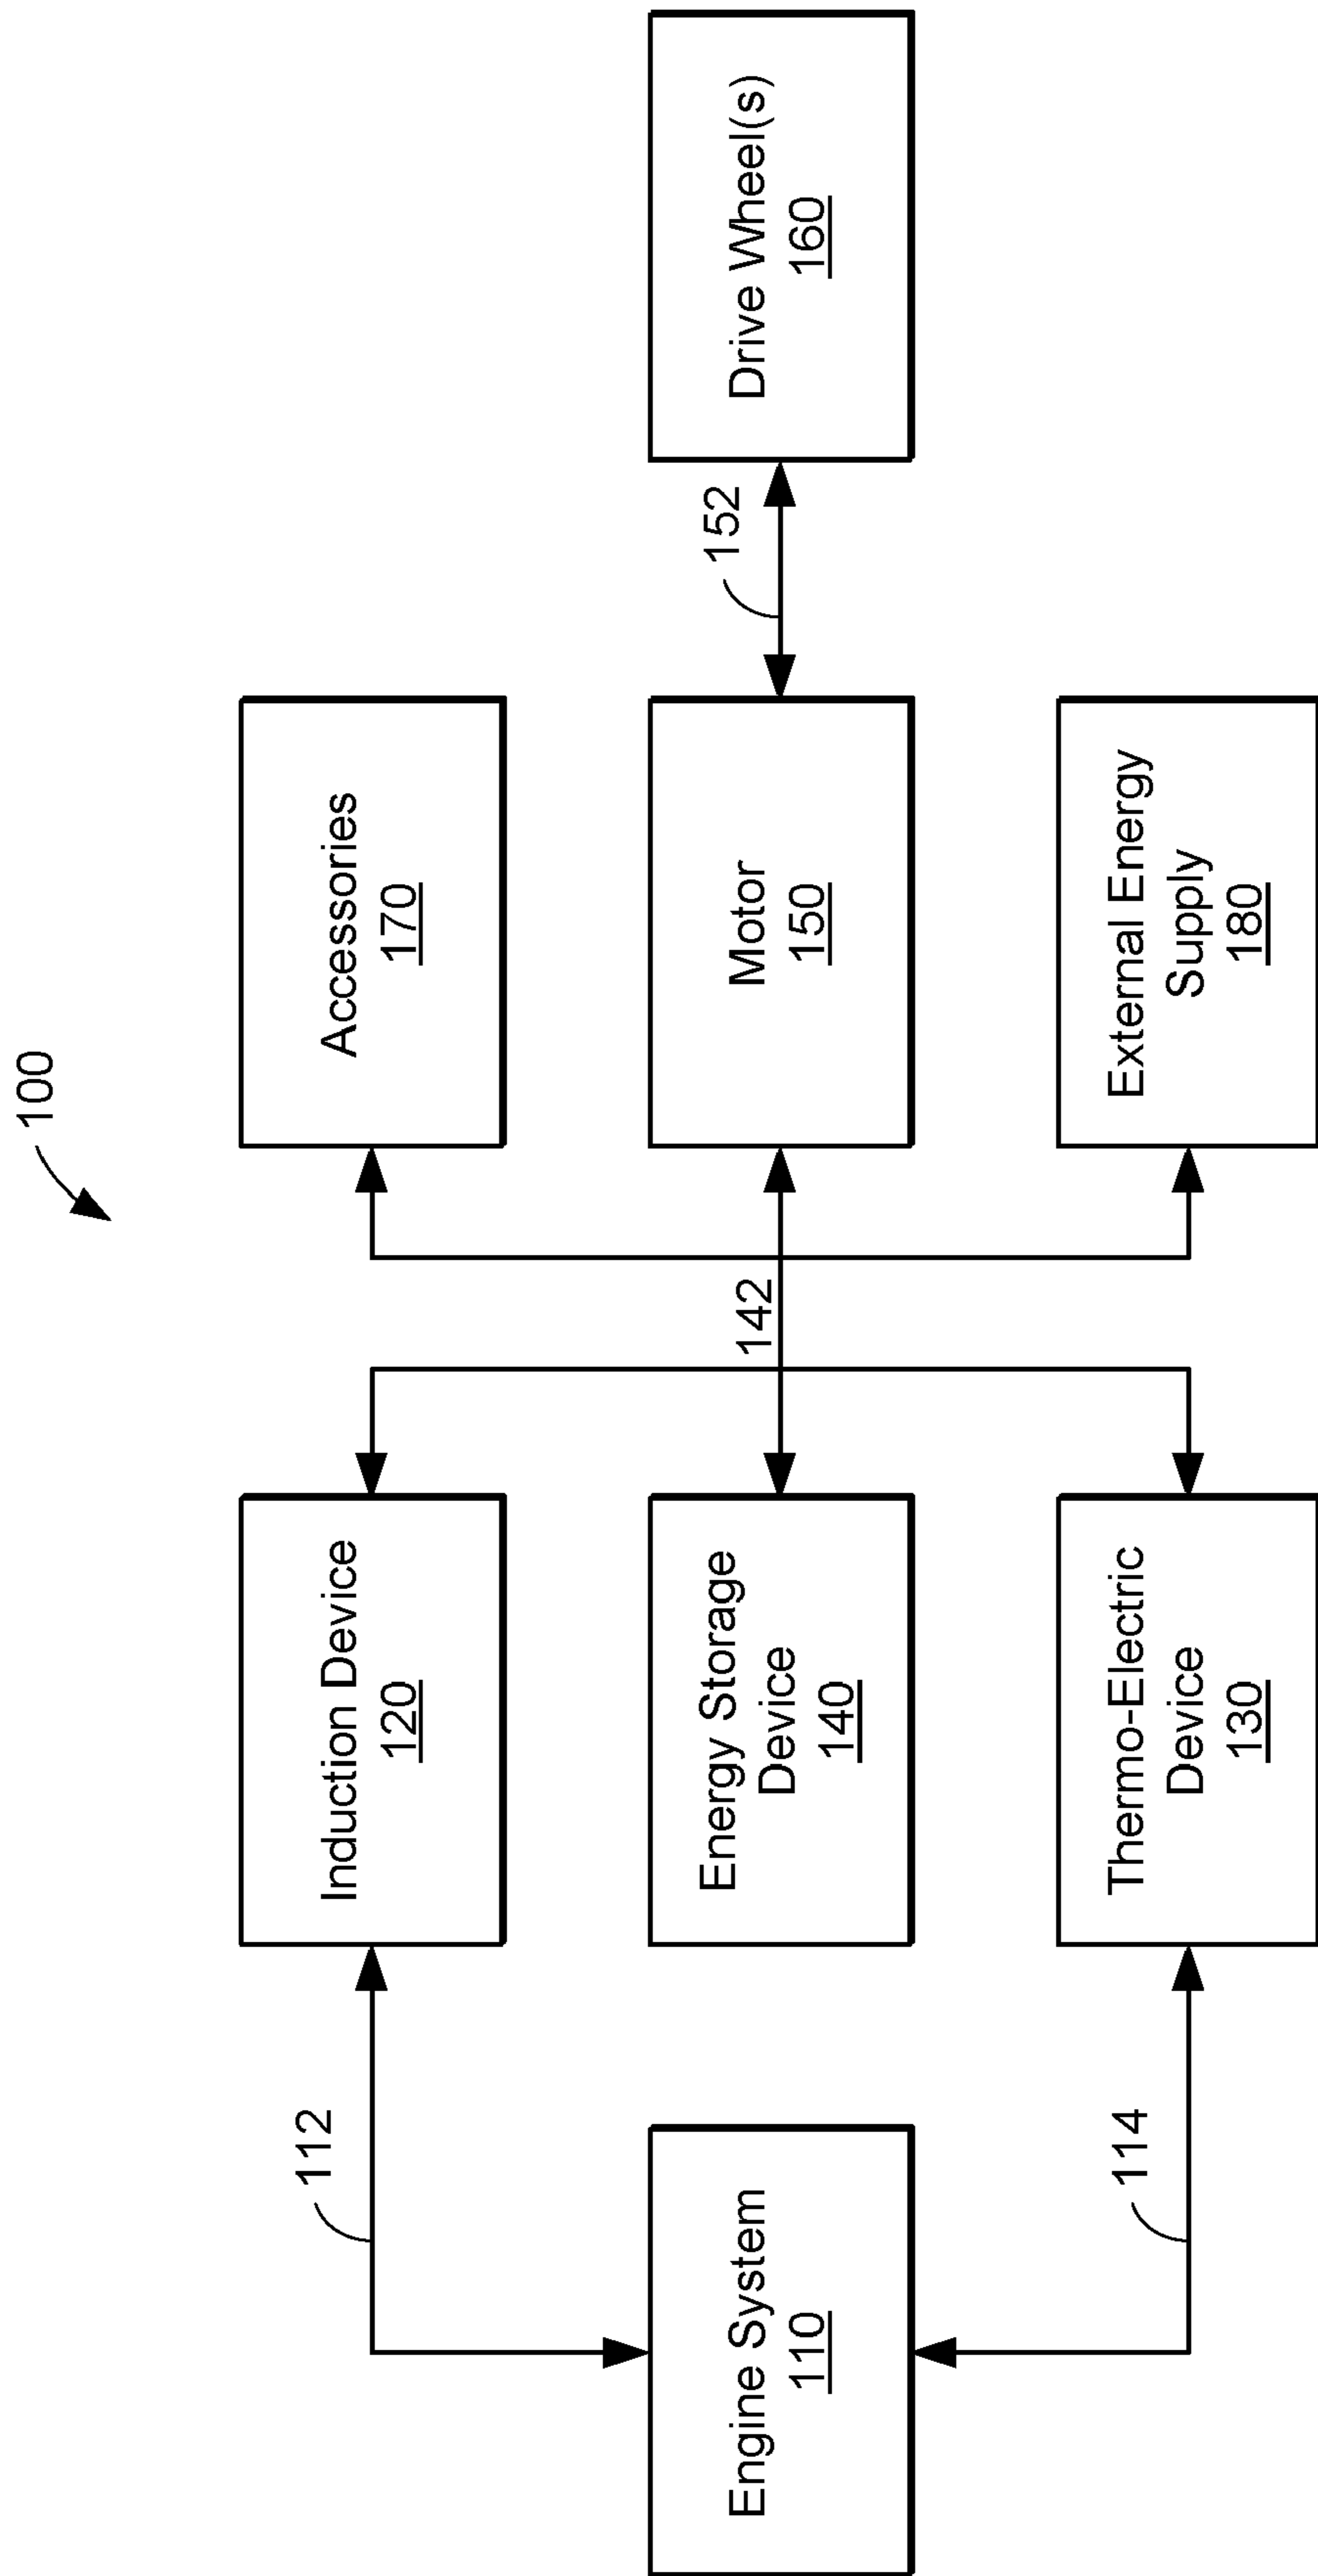 100
112
Induction Device
120
Accessories
170
Engine System
110
Energy Storage
Device
140
142
Motor
150
152
Drive Wheel(s)
160
114
Thermo-Electric
Device
130
External Energy
Supply
180